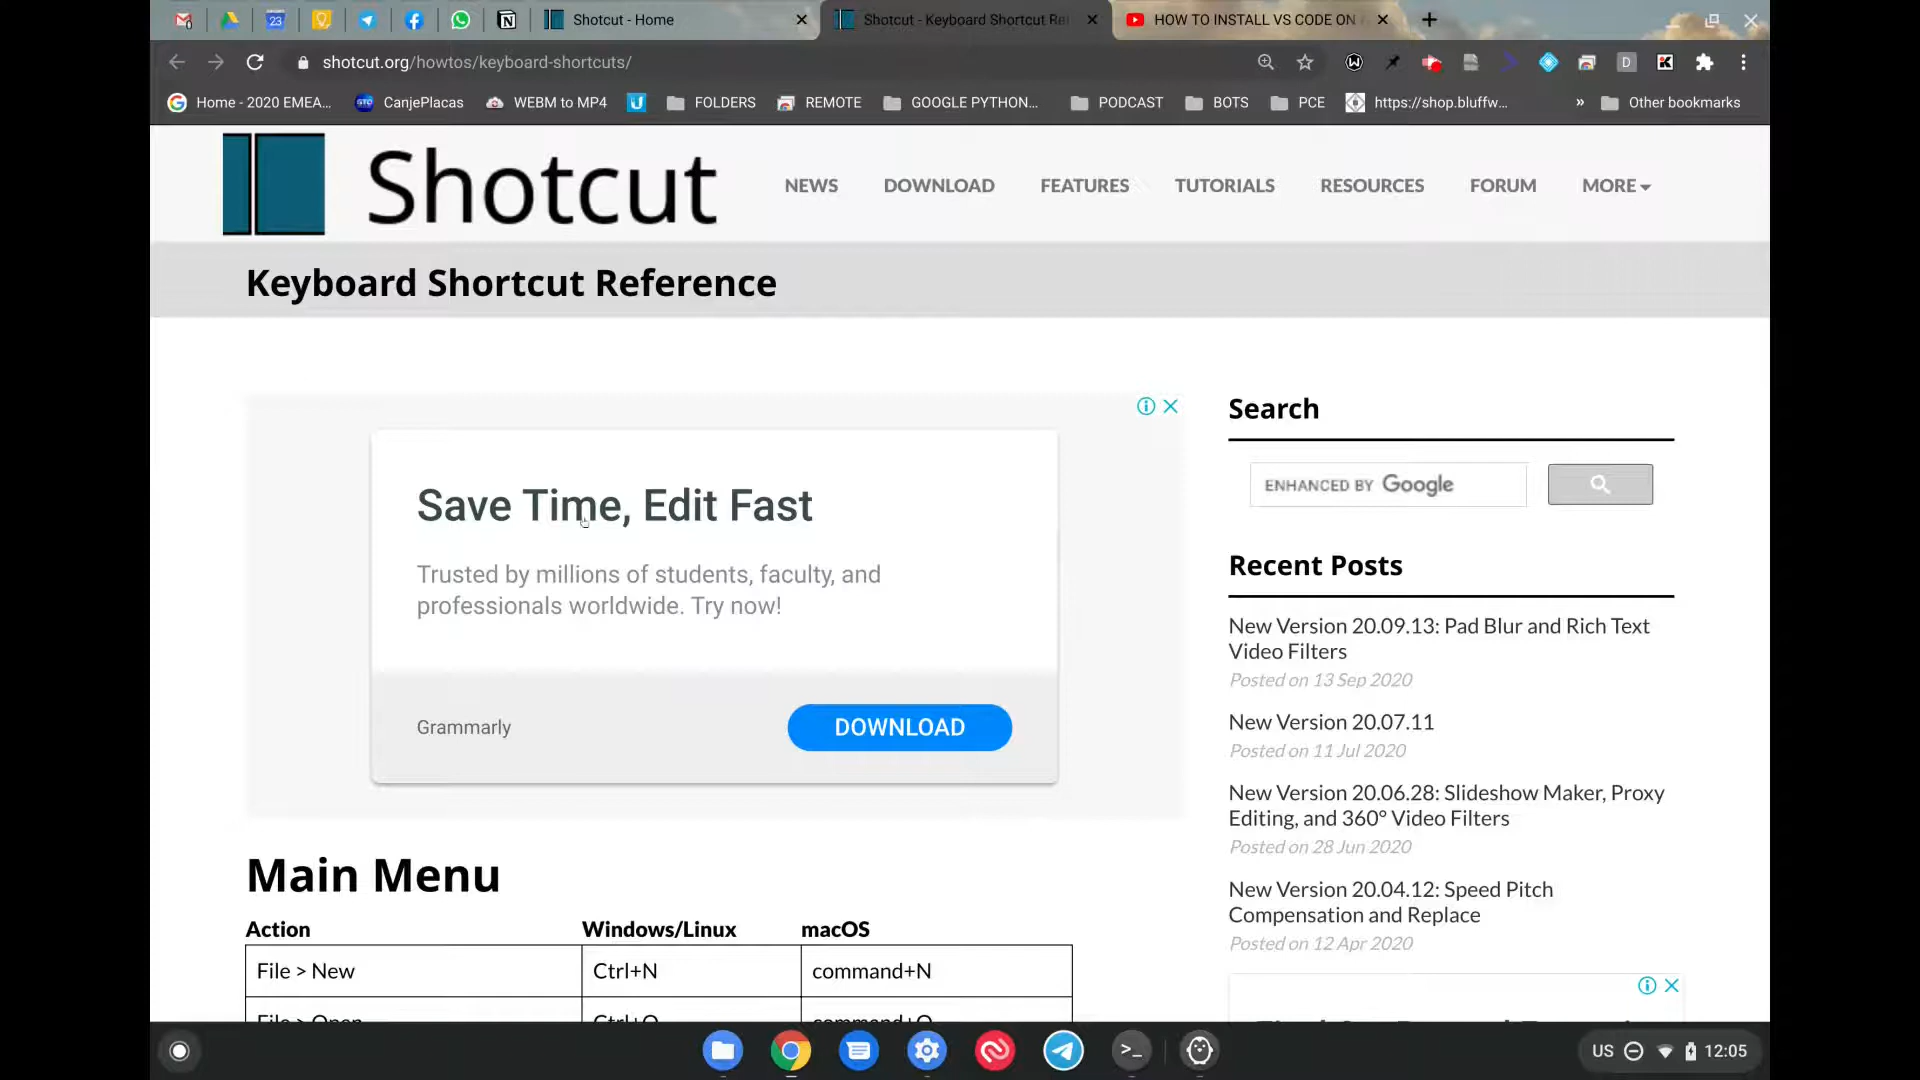 Shotcut - Home
Shotcut - Keyboard Shortcut Re
HOW TO INSTALL VS CODE ON
shotcut.org/howtos/keyboard-shortcuts/
Home - 2020 EMEA...
CanjePlacas
WEBM to MP4
FOLDERS
REMOTE
GOOGLE PYTHON...
PODCAST
BOTS
PCE
https://shop.bluffw...
»
Other bookmarks
Shotcut
NEWS
DOWNLOAD
FEATURES
TUTORIALS
RESOURCES
FORUM
MORE
Keyboard Shortcut Reference
Save Time, Edit Fast
Trusted by millions of students, faculty, and
professionals worldwide. Try now!
Grammarly
DOWNLOAD
Search
ENHANCED BY Google
Recent Posts
New Version 20.09.13: Pad Blur and Rich Text
Video Filters
Posted on 13 Sep 2020
New Version 20.07.11
Posted on 11 Jul 2020
New Version 20.06.28: Slideshow Maker, Proxy
Editing, and 360° Video Filters
Posted on 28 Jun 2020
New Version 20.04.12: Speed Pitch
Compensation and Replace
Posted on 12 Apr 2020
Main Menu
Action Windows/Linux macOS
File > New Ctrl+N command+N
File > Open Ctrl+O command+O
US
12:05